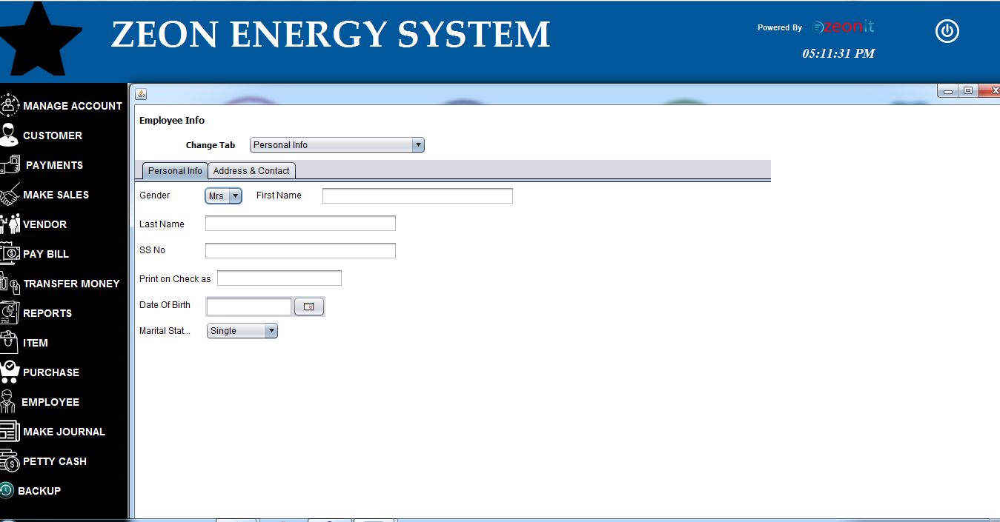 ZEON ENERGY SYSTEM
Powered By zeonit
05:11:31 PM
MANAGE ACCOUNT
CUSTOMER
PAYMENTS
MAKE SALES
VENDOR
PAY BILL
TRANSFER MONEY
REPORTS
ITEM
PURCHASE
EMPLOYEE
MAKE JOURNAL
PETTY CASH
BACKUP
Employee Info
Change Tab Personal Info
Personal Info Address & Contact
Gender Mrs First Name
Last Name
SS No
Print on Check as
Date Of Birth
Marital Stat... Single